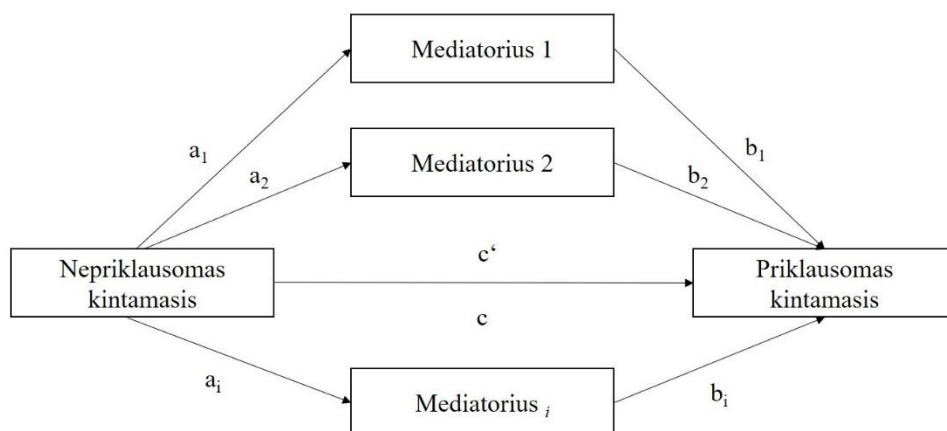 Mediatorius 1
a₁
b₁
Mediatorius 2
a₂
b₂
Nepriklausomas
kintamasis
c‘
c
Priklausomas
kintamasis
aᵢ
bᵢ
Mediatorius ᵢ